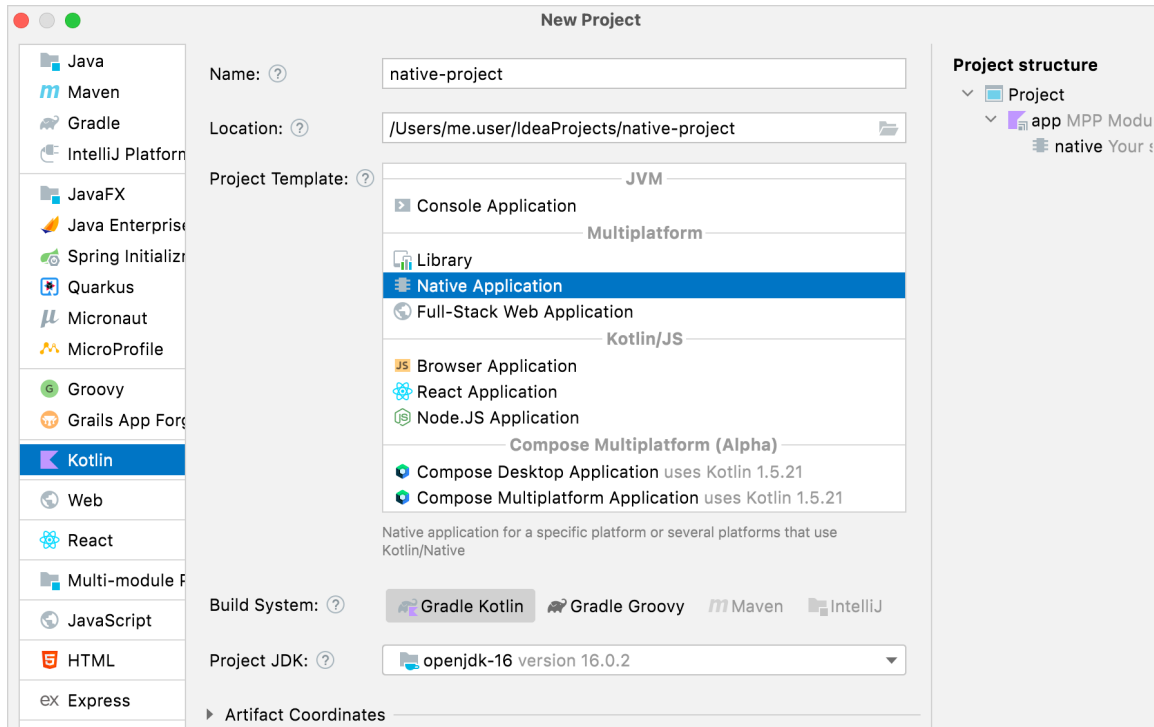 New Project
Java
Maven
Gradle
IntelliJ Platform
JavaFX
Java Enterprise
Spring Initializr
Quarkus
Micronaut
MicroProfile
Groovy
Grails App Forg
Kotlin
Web
React
Multi-module P
JavaScript
HTML
ex Express
Name: ?
native-project
Location: ?
/Users/me.user/IdeaProjects/native-project
Project Template: ?
JVM
Console Application
Multiplatform
Library
Native Application
Full-Stack Web Application
Kotlin/JS
JS Browser Application
React Application
JS Node.JS Application
Compose Multiplatform (Alpha)
Compose Desktop Application uses Kotlin 1.5.21
Compose Multiplatform Application uses Kotlin 1.5.21
Native application for a specific platform or several platforms that use
Kotlin/Native
Build System: ?
Gradle Kotlin Gradle Groovy Maven IntelliJ
Project JDK: ?
openjdk-16 version 16.0.2
Artifact Coordinates
Project structure
Project
app MPP Modu
native Your s